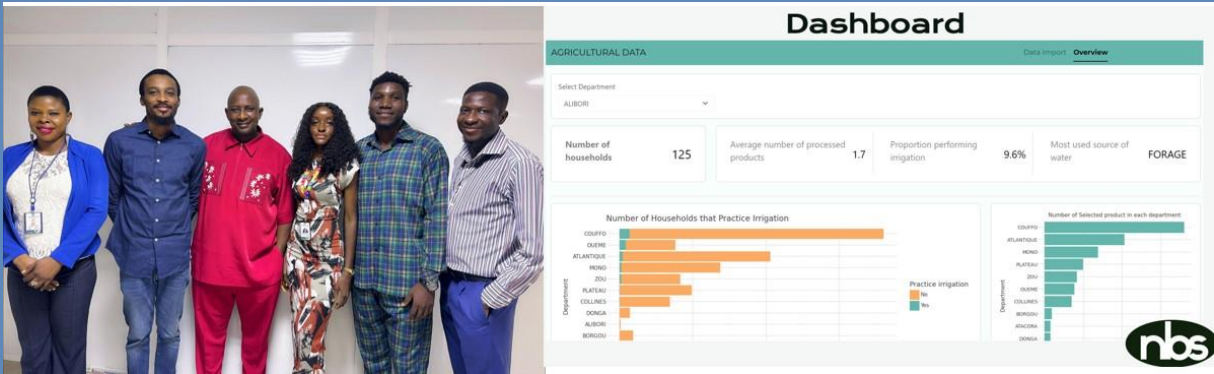 Dashboard
AGRICULTURAL DATA
Data Import Overview
Select Department
ALIBORI
Number of households
125
Average number of processed products
1.7
Proportion performing irrigation
9.6%
Most used source of water
FORAGE
Number of Households that Practice Irrigation
Department
COUFFO
OUEME
ATLANTIQUE
MONO
ZOU
PLATEAU
COLLINES
DONGA
ALIBORI
BORGOU
Practice Irrigation
No
Yes
Number of Selected product in each department
Department
COUFFO
ATLANTIQUE
MONO
PLATEAU
ZOU
OUEME
COLLINES
BORGOU
ATACORA
DONGA
nbs